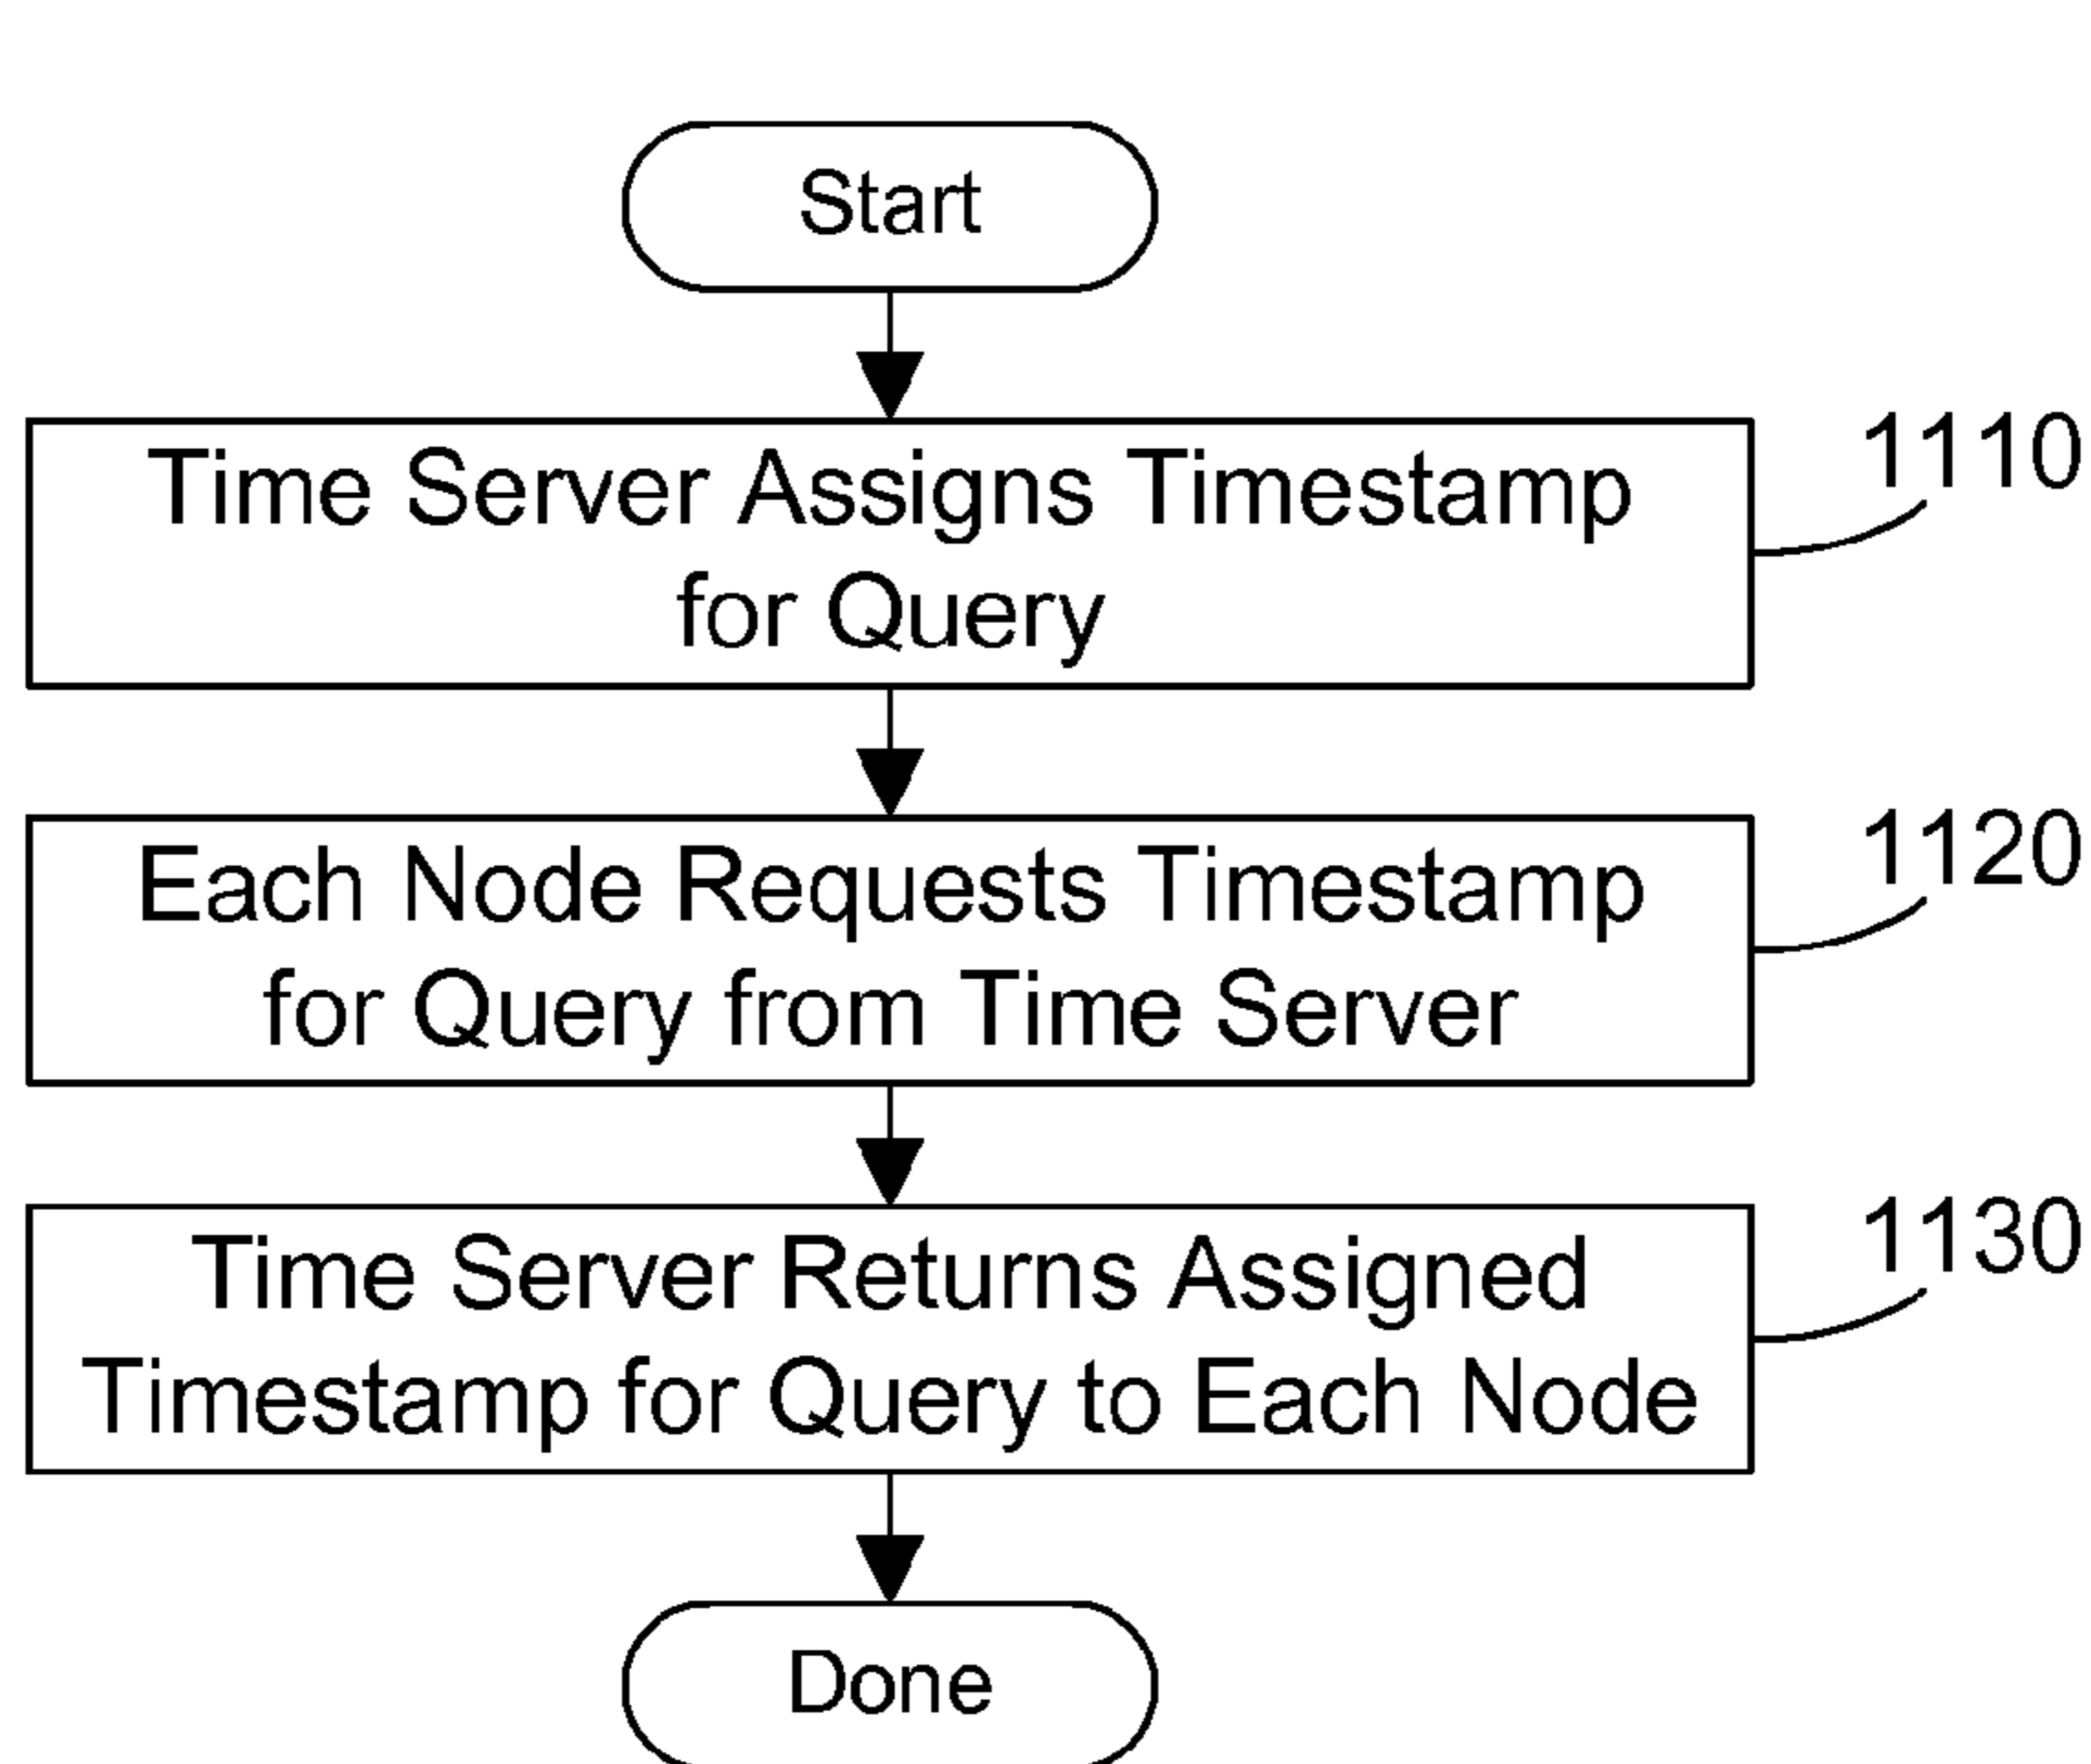 Start
Time Server Assigns Timestamp
for Query
1110
Each Node Requests Timestamp
for Query from Time Server
1120
Time Server Returns Assigned
Timestamp for Query to Each Node
1130
Done